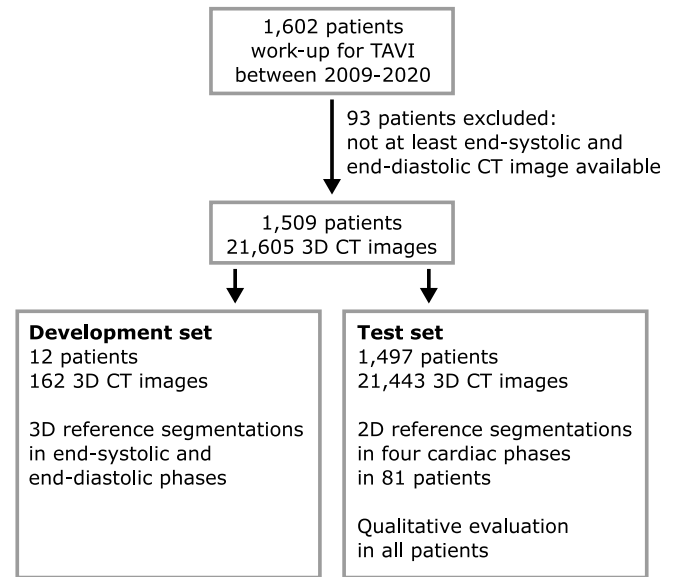 1,602 patients
work-up for TAVI
between 2009-2020
93 patients excluded:
not at least end-systolic and
end-diastolic CT image available
1,509 patients
21,605 3D CT images
Development set
12 patients
162 3D CT images
3D reference segmentations
in end-systolic and
end-diastolic phases
Test set
1,497 patients
21,443 3D CT images
2D reference segmentations
in four cardiac phases
in 81 patients
Qualitative evaluation
in all patients